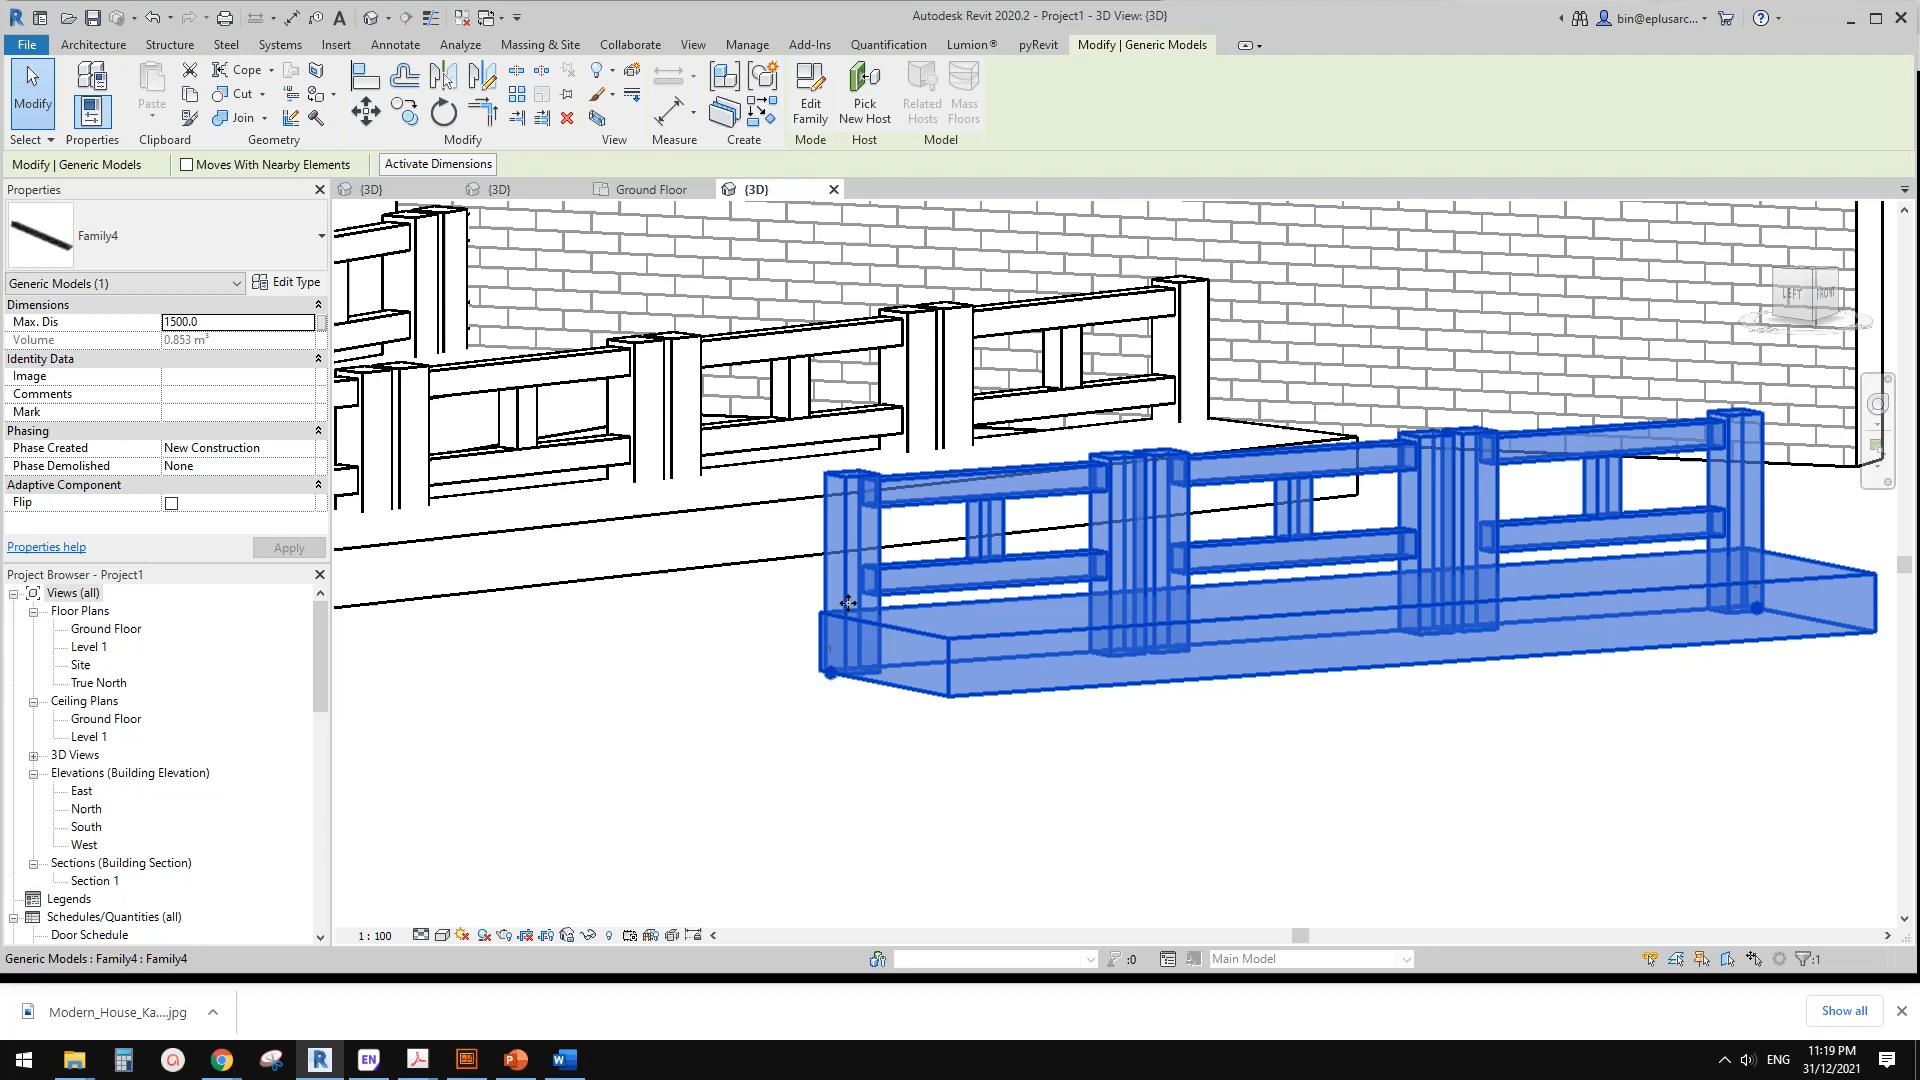 Autodesk Revit 2020.2 - Project1 - 3D View: {3D}
bin@eplusarc...
File Architecture Structure Steel Systems Insert Annotate Analyze Massing & Site Collaborate View Manage Add-Ins Quantification Lumion® pyRevit Modify | Generic Models
Modify
Paste
Cope
Cut
Join
Edit Family
Pick New Host
Related Hosts
Mass Floors
Select Properties Clipboard Geometry Modify View Measure Create Mode Host Model
Modify | Generic Models Moves With Nearby Elements Activate Dimensions
Properties
{3D} {3D} Ground Floor {3D}
Family4
Generic Models (1) Edit Type
Dimensions
Max. Dis 1500.0
Volume 0.853 m³
Identity Data
Image
Comments
Mark
Phasing
Phase Created New Construction
Phase Demolished None
Adaptive Component
Flip
Properties help Apply
LEFT FRONT
Project Browser - Project1
Views (all)
Floor Plans
Ground Floor
Level 1
Site
True North
Ceiling Plans
Ground Floor
Level 1
3D Views
Elevations (Building Elevation)
East
North
South
West
Sections (Building Section)
Section 1
Legends
Schedules/Quantities (all)
Door Schedule
1 : 100
Generic Models : Family4 : Family4
:0
Main Model
:1
Modern_House_Ka....jpg
Show all
EN
ENG
11:19 PM
31/12/2021